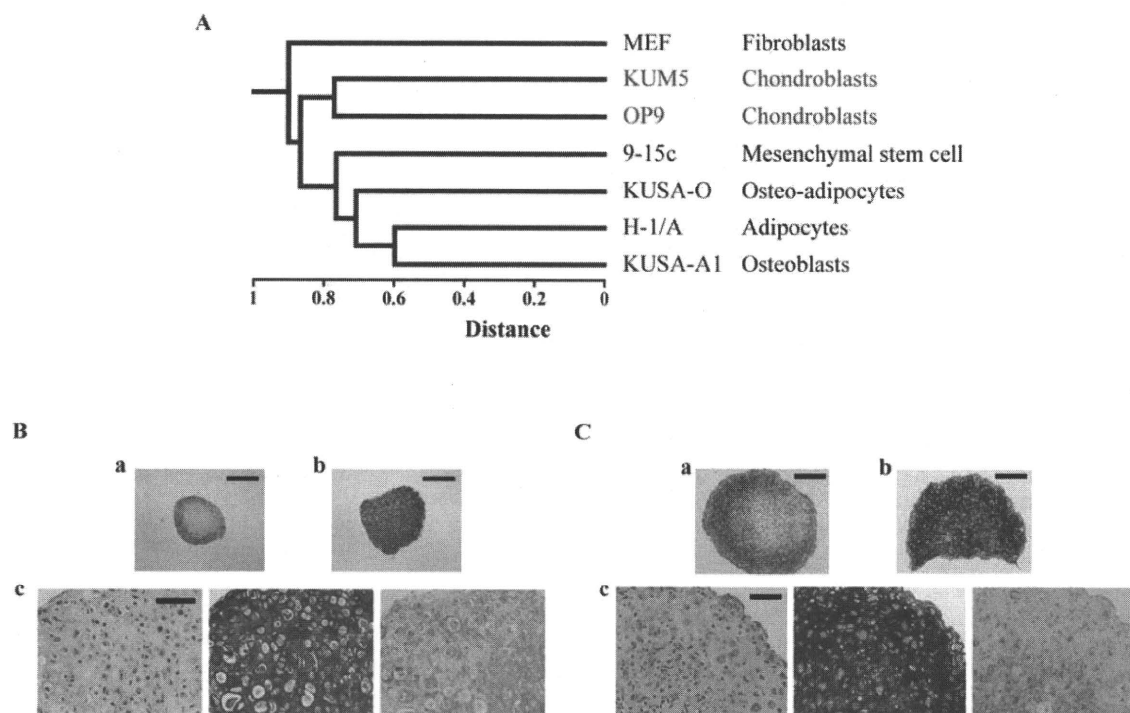 A
MEF Fibroblasts
KUM5 Chondroblasts
OP9 Chondroblasts
9-15c Mesenchymal stem cell
KUSA-O Osteo-adipocytes
H-1/A Adipocytes
KUSA-A1 Osteoblasts
1 0.8 0.6 0.4 0.2 0
Distance
B
a b
c
C
a b
c